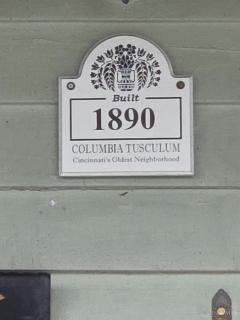 Built
1890
COLUMBIA TUSCULUM
Cincinnati's Oldest Neighborhood